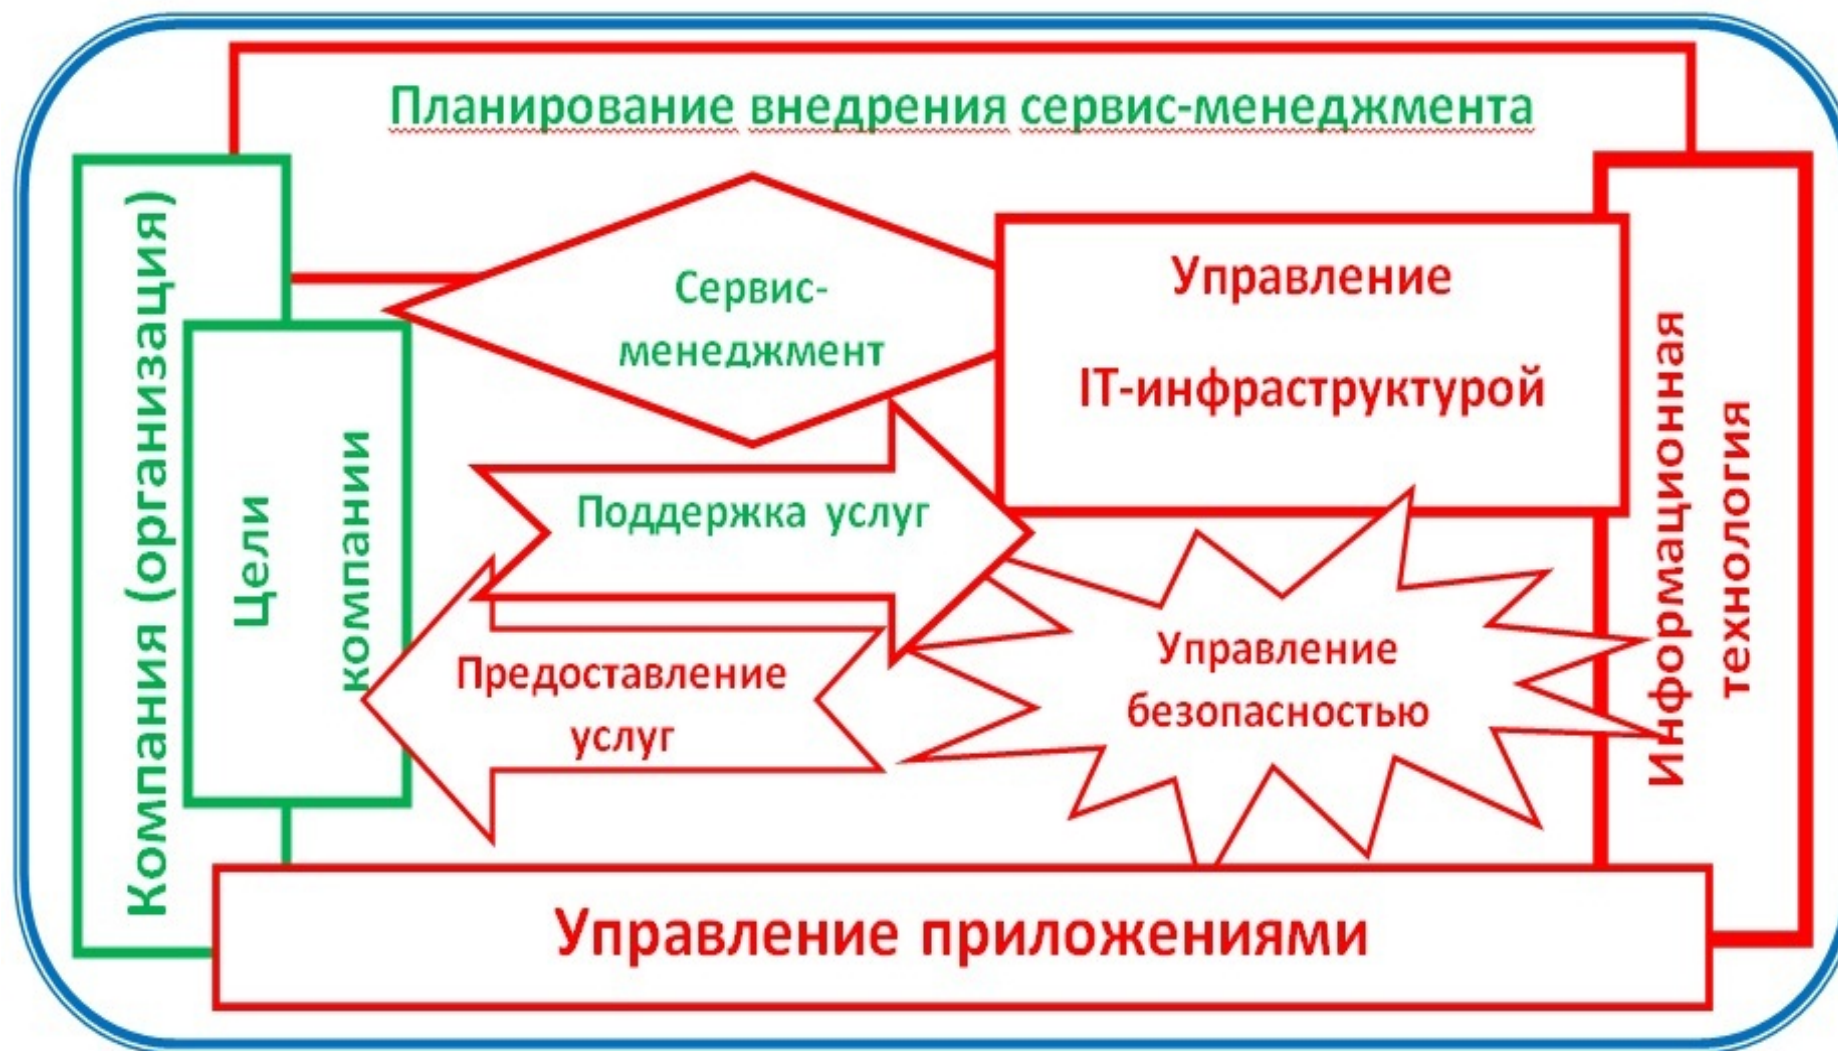 Планирование внедрения сервис-менеджмента
Компания (организация)
Цели
компании
Сервис-
менеджмент
Управление
IT-инфраструктурой
Поддержка услуг
Предоставление
услуг
Управление
безопасностью
Информационная
технология
Управление приложениями